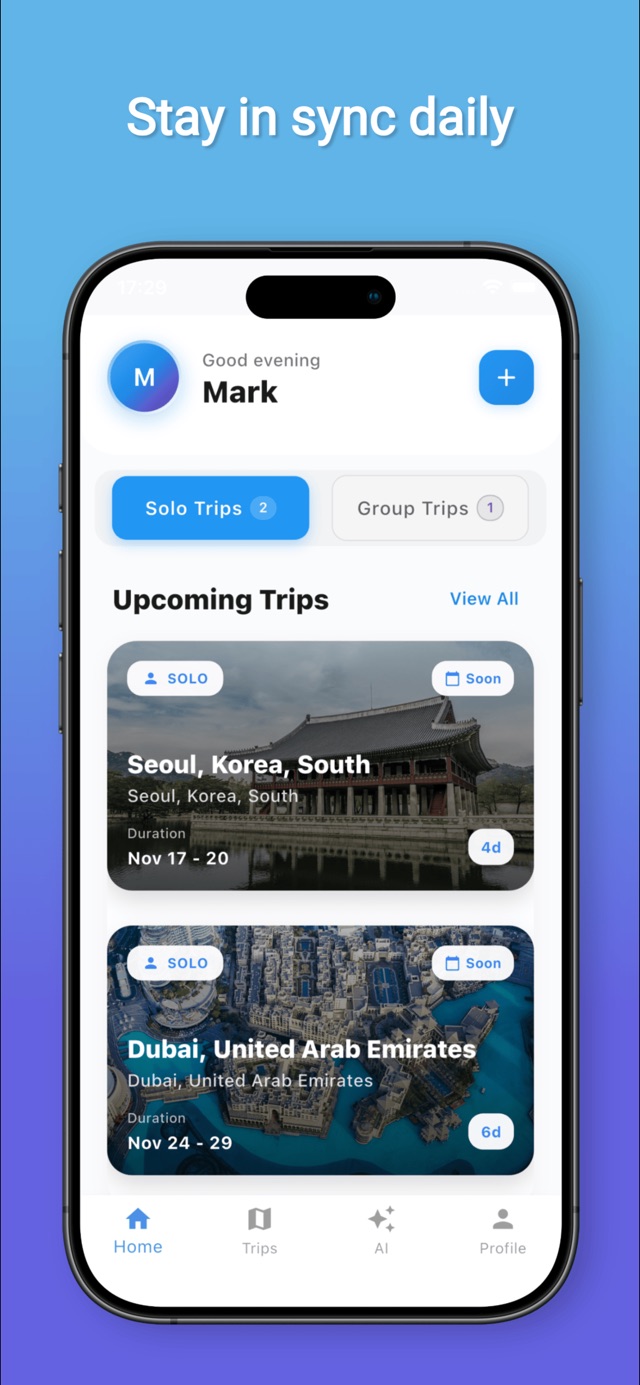 Stay in sync daily
17:29
M
Good evening
Mark
Solo Trips 2
Group Trips 1
Upcoming Trips
View All
SOLO
Soon
Seoul, Korea, South
Seoul, Korea, South
Duration
Nov 17 - 20
4d
SOLO
Soon
Dubai, United Arab Emirates
Dubai, United Arab Emirates
Duration
Nov 24 - 29
6d
Home
Trips
AI
Profile